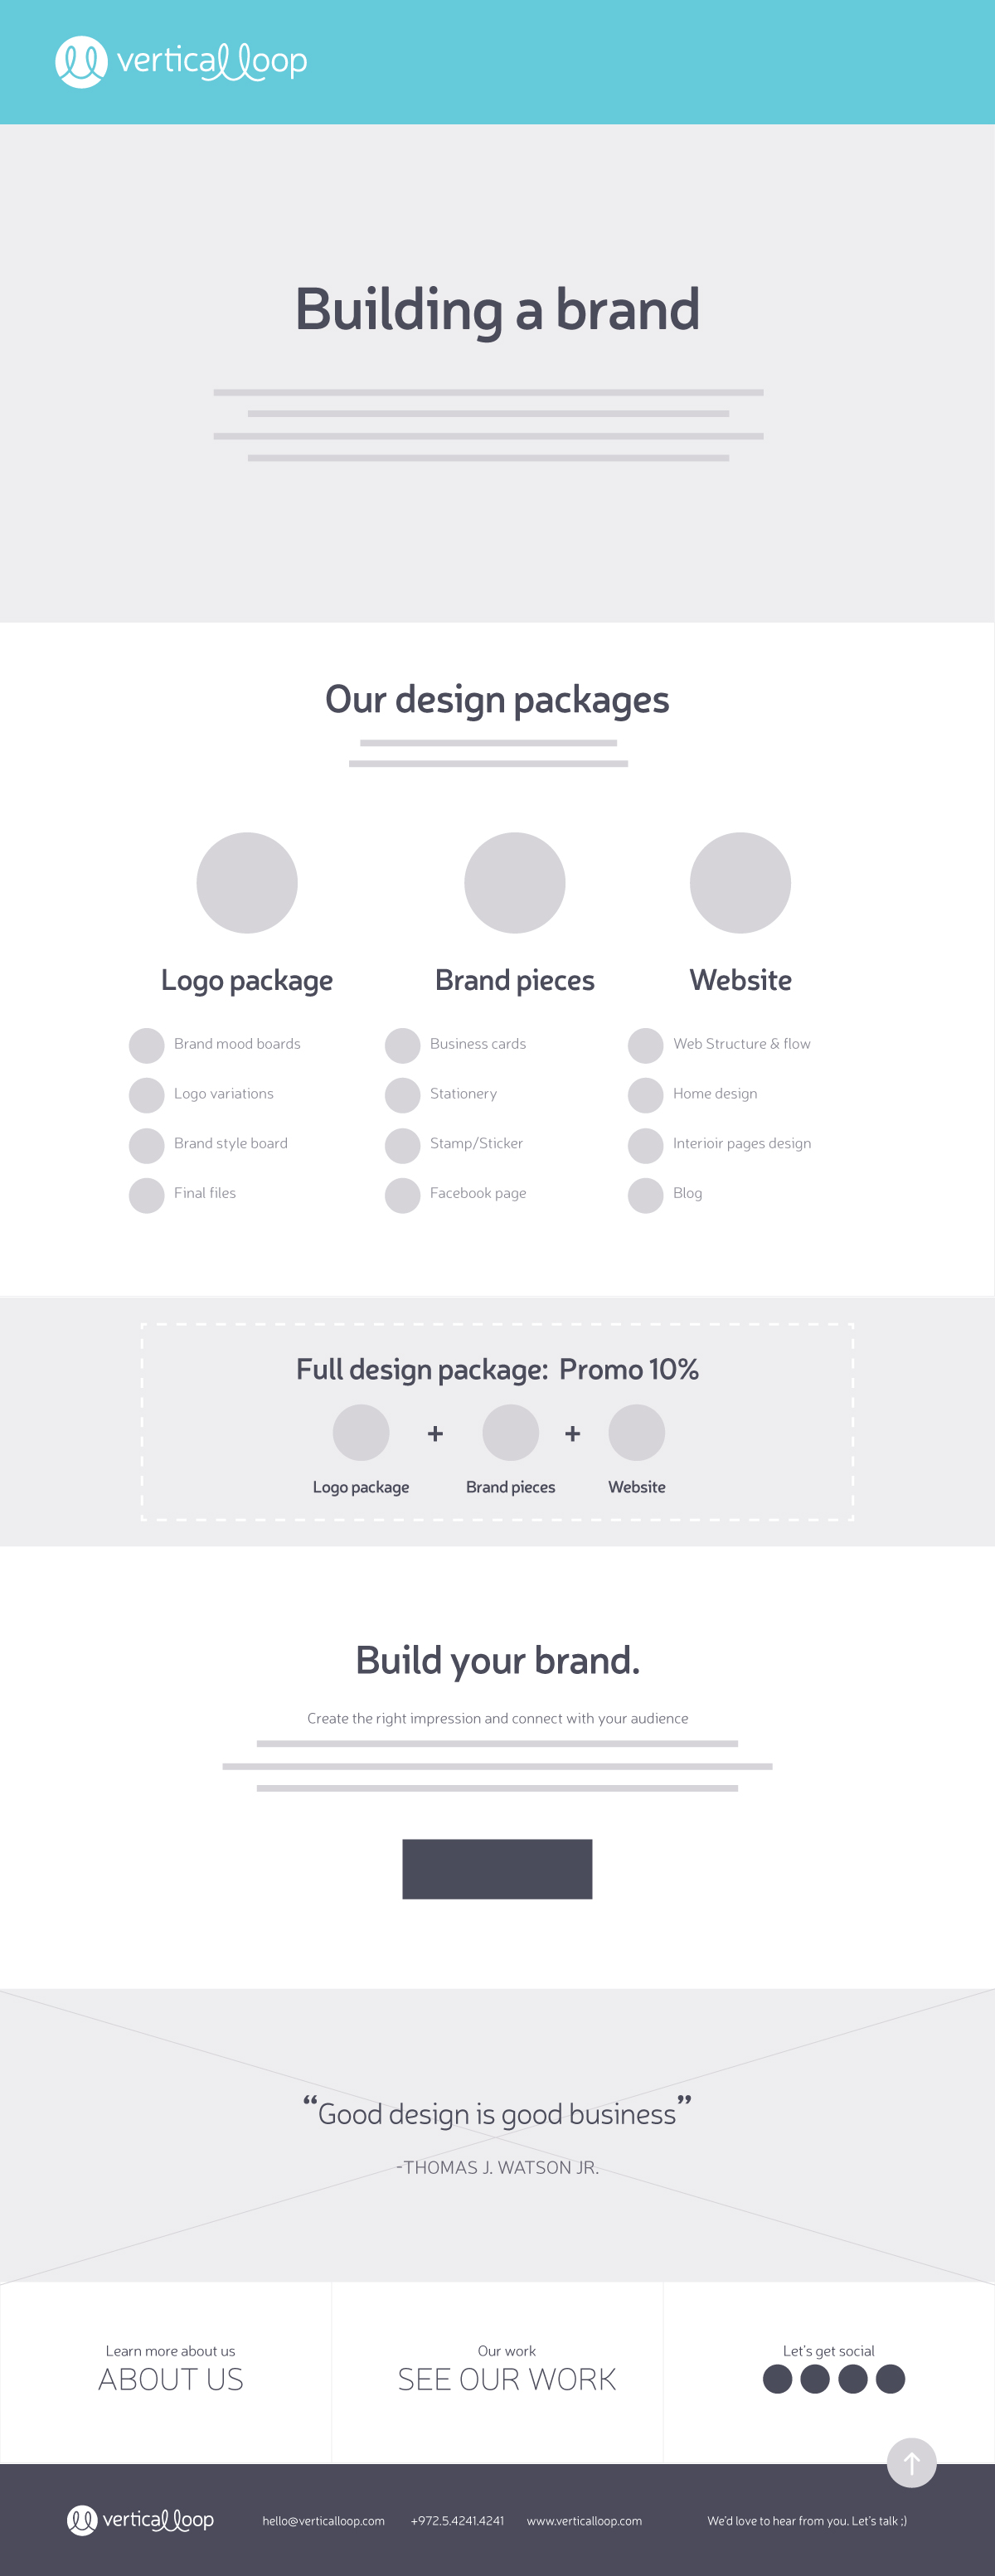 verticalloop
Building a brand
Our design packages
Logo package
Brand mood boards
Logo variations
Brand style board
Final files
Brand pieces
Business cards
Stationery
Stamp/Sticker
Facebook page
Website
Web Structure & flow
Home design
Interioir pages design
Blog
Full design package: Promo 10%
+ +
Logo package Brand pieces Website
Build your brand.
Create the right impression and connect with your audience
“Good design is good business”
-THOMAS J. WATSON JR.
Learn more about us
ABOUT US
Our work
SEE OUR WORK
Let's get social
verticalloop hello@verticalloop.com +972.5.4241.4241 www.verticalloop.com We'd love to hear from you. Let's talk ;)